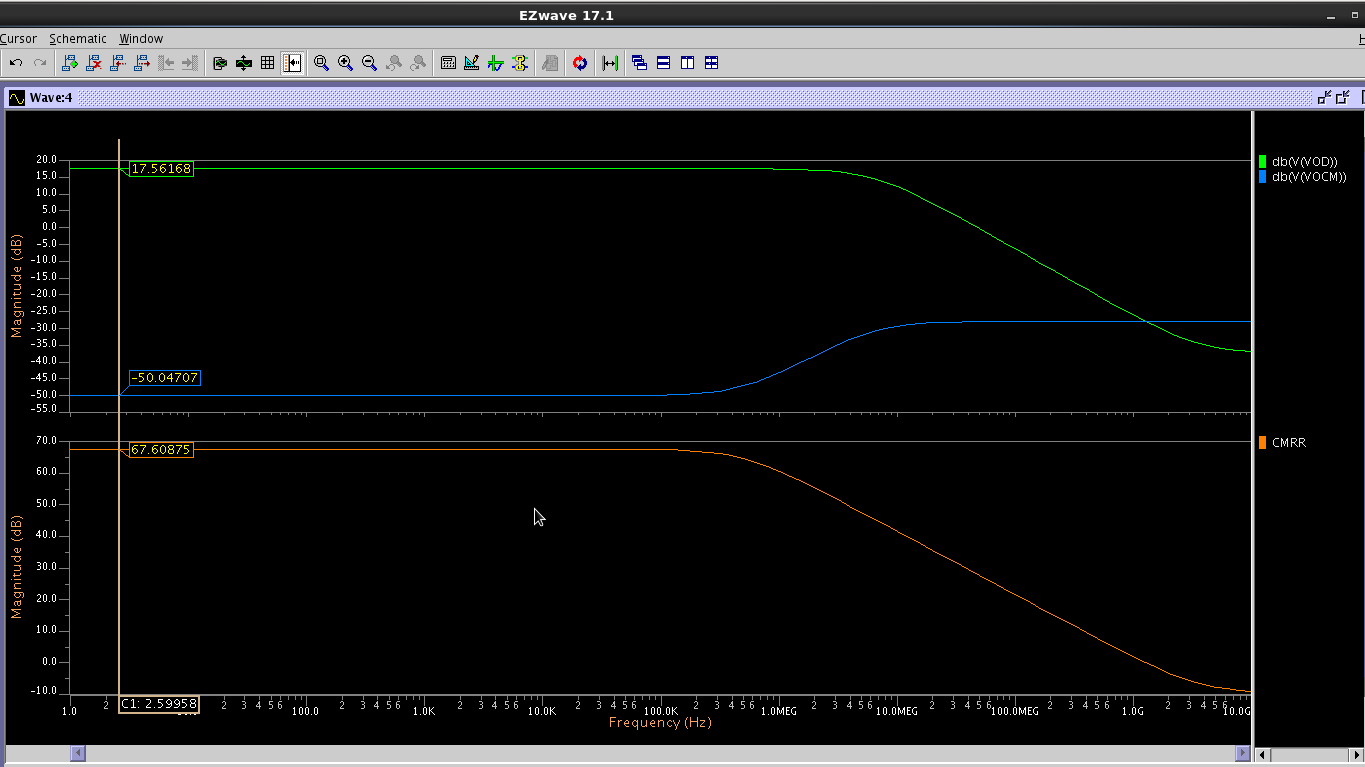 EZwave 17.1
Cursor Schematic Window H
Wave:4
20.0
15.0
10.0
5.0
0.0
-5.0
-10.0
-15.0
-20.0
-25.0
-30.0
-35.0
-40.0
-45.0
-50.0
-55.0
Magnitude (dB)
17.56168
-50.04707
db(V(VOD))
db(V(VOCM))
70.0
60.0
50.0
40.0
30.0
20.0
10.0
0.0
-10.0
Magnitude (dB)
67.60875
CMRR
C1: 2.59958
2 2 3 4 5 6 2 3 4 5 6 2 3 4 5 6 2 3 4 5 6 2 3 4 5 6 2 3 4 5 6 2 3 4 5 6 2 3 4 5 6 2 3 4 5 6
1.0 100.0 1.0K 10.0K 100.0K 1.0MEG 10.0MEG 100.0MEG 1.0G 10.0G
Frequency (Hz)